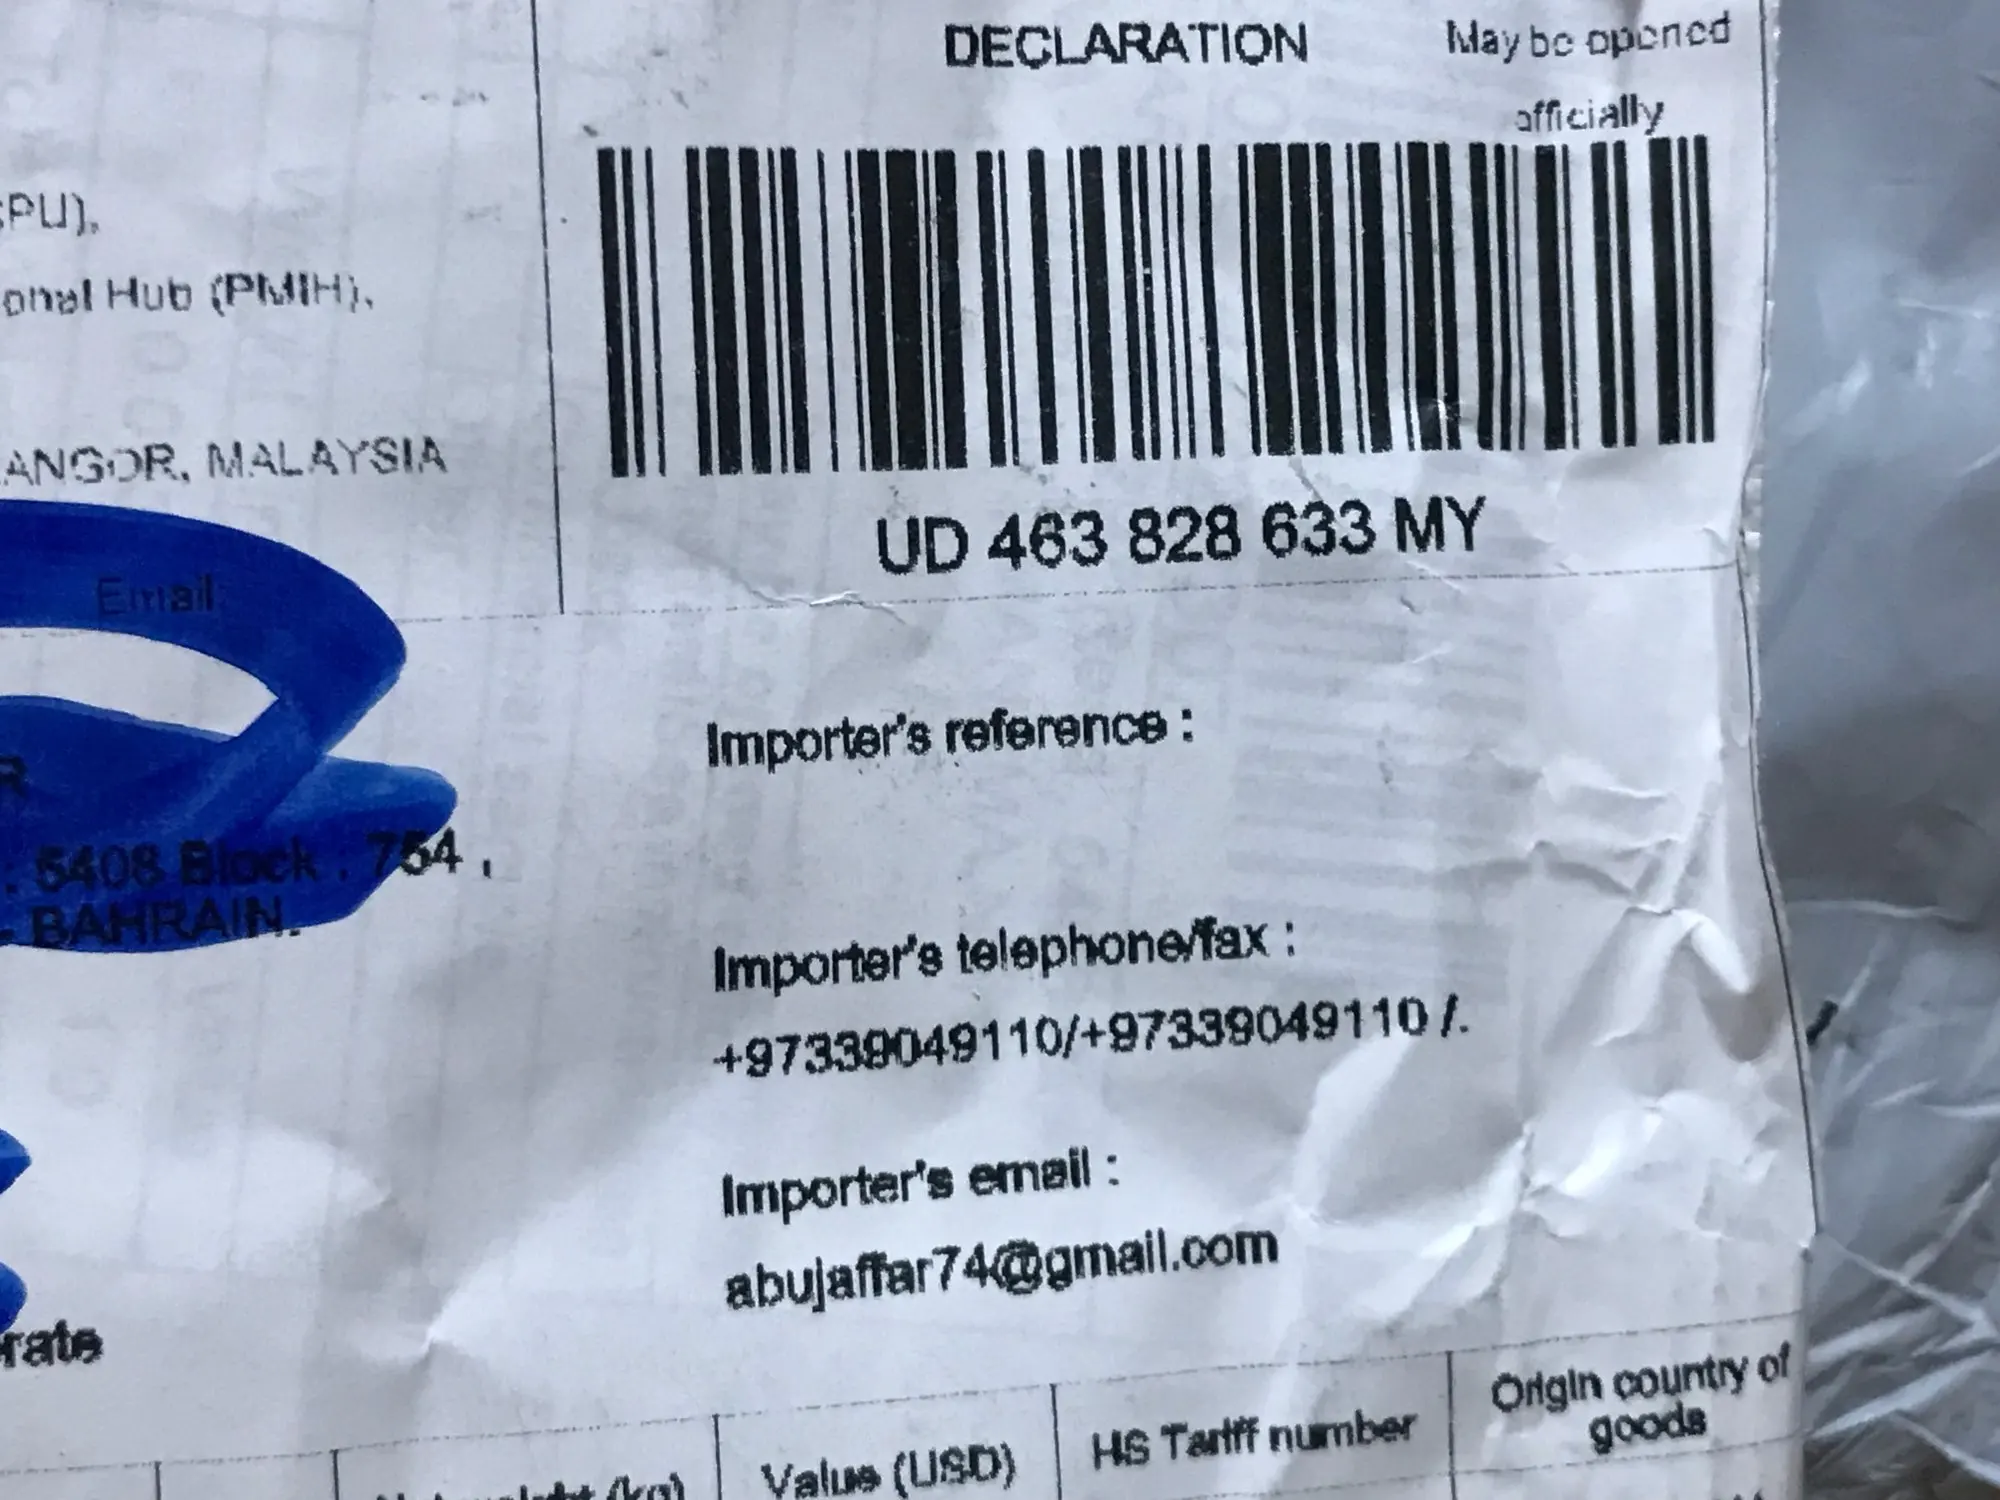 DECLARATION
May be opened
officially
PU),
onal Hub (PMIH),
ANGOR, MALAYSIA
UD 463 828 633 MY
Email:
Importer's reference :
R
: 5408 Block : 754 ,
- BAHRAIN.
Importer's telephone/fax :
+97339049110/+97339049110 /.
Importer's email :
abujaffar74@gmail.com
rate
Value (USD)
HS Tariff number
Origin country of
goods